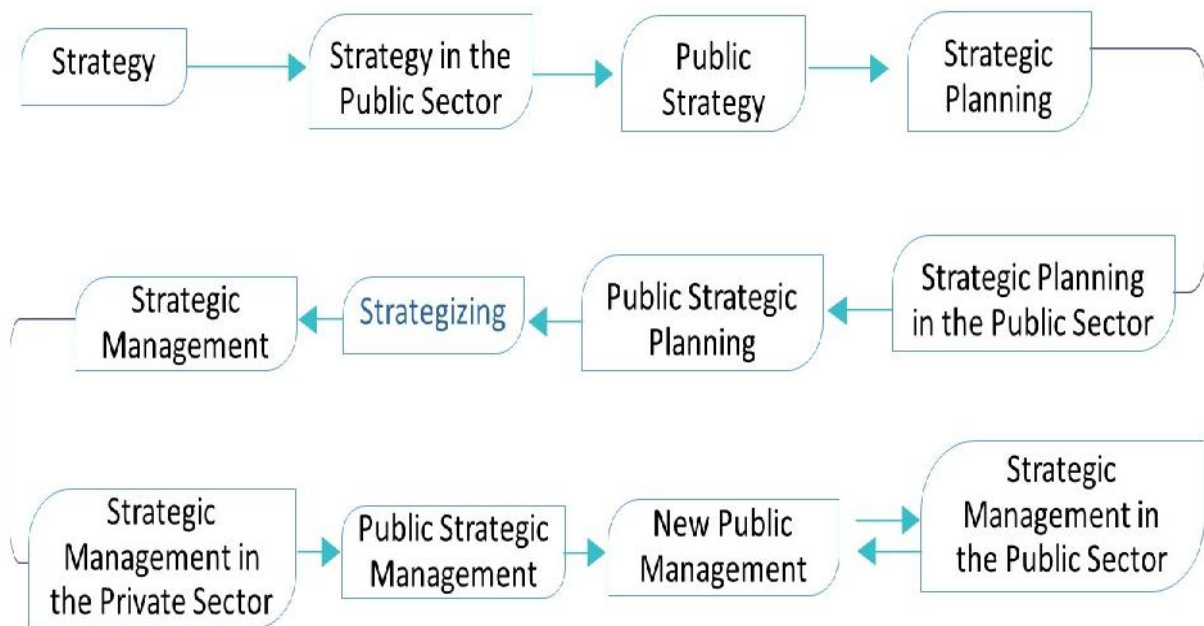 Strategy
Strategy in the
Public Sector
Public
Strategy
Strategic
Planning
Strategic Planning
in the Public Sector
Public Strategic
Planning
Strategizing
Strategic
Management
Strategic
Management in
the Private Sector
Public Strategic
Management
New Public
Management
Strategic
Management in
the Public Sector